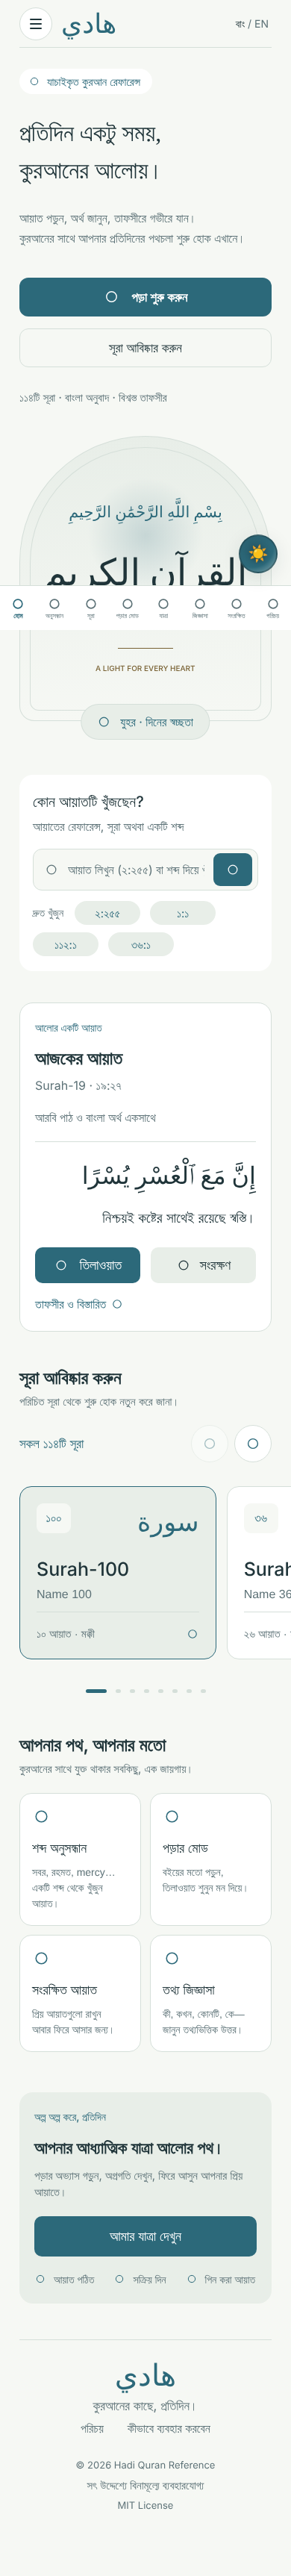 هادي
বাং / EN
যাচাইকৃত কুরআন রেফারেন্স
প্রতিদিন একটু সময়,
কুরআনের আলোয়।
আয়াত পড়ুন, অর্থ জানুন, তাফসীরে গভীরে যান।
কুরআনের সাথে আপনার প্রতিদিনের পথচলা শুরু হোক এখানে।
পড়া শুরু করুন
সূরা আবিষ্কার করুন
১১৪টি সূরা · বাংলা অনুবাদ · বিশ্বস্ত তাফসীর
بِسْمِ اللَّهِ الرَّحْمَٰنِ الرَّحِيمِ
القرآن الكريم
হোম
অনুসন্ধান
সূরা
পড়ার মোড
যাত্রা
জিজ্ঞাসা
সংরক্ষিত
পরিচয়
A LIGHT FOR EVERY HEART
যুহর · দিনের স্বচ্ছতা
কোন আয়াতটি খুঁজছেন?
আয়াতের রেফারেন্স, সূরা অথবা একটি শব্দ
আয়াত লিখুন (২:২৫৫) বা শব্দ দিয়ে
দ্রুত খুঁজুন
২:২৫৫
১:১
১১২:১
৩৬:১
আলোর একটি আয়াত
আজকের আয়াত
Surah-19 · ১৯:২৭
আরবি পাঠ ও বাংলা অর্থ একসাথে
إِنَّ مَعَ ٱلْعُسْرِ يُسْرًا
নিশ্চয়ই কষ্টের সাথেই রয়েছে স্বস্তি।
তিলাওয়াত
সংরক্ষণ
তাফসীর ও বিস্তারিত
সূরা আবিষ্কার করুন
পরিচিত সূরা থেকে শুরু হোক নতুন করে জানা।
সকল ১১৪টি সূরা
১০০
سورة
Surah-100
Name 100
১০ আয়াত · মক্কী
৩৬
Surah
Name 36
২৬ আয়াত ·
আপনার পথ, আপনার মতো
কুরআনের সাথে যুক্ত থাকার সবকিছু, এক জায়গায়।
শব্দ অনুসন্ধান
সবর, রহমত, mercy…
একটি শব্দ থেকে খুঁজুন
আয়াত।
পড়ার মোড
বইয়ের মতো পড়ুন,
তিলাওয়াত শুনুন মন দিয়ে।
সংরক্ষিত আয়াত
প্রিয় আয়াতগুলো রাখুন
আবার ফিরে আসার জন্য।
তথ্য জিজ্ঞাসা
কী, কখন, কোনটি, কে—
জানুন তথ্যভিত্তিক উত্তর।
অল্প অল্প করে, প্রতিদিন
আপনার আধ্যাত্মিক যাত্রা আলোর পথ।
পড়ার অভ্যাস গড়ুন, অগ্রগতি দেখুন, ফিরে আসুন আপনার প্রিয়
আয়াতে।
আমার যাত্রা দেখুন
আয়াত পঠিত
সক্রিয় দিন
পিন করা আয়াত
هادي
কুরআনের কাছে, প্রতিদিন।
পরিচয়
কীভাবে ব্যবহার করবেন
© 2026 Hadi Quran Reference
সৎ উদ্দেশ্যে বিনামূল্যে ব্যবহারযোগ্য
MIT License